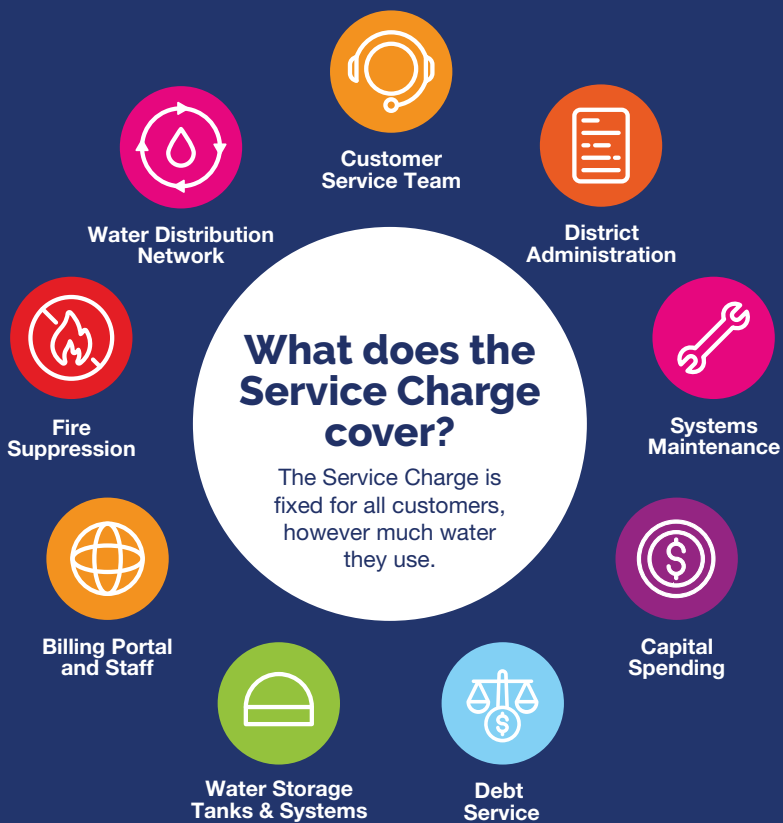 What does the
Service Charge
cover?
The Service Charge is
fixed for all customers,
however much water
they use.
Customer
Service Team
District
Administration
Systems
Maintenance
$
Capital
Spending
$
Debt
Service
Water Storage
Tanks & Systems
Billing Portal
and Staff
Fire
Suppression
Water Distribution
Network